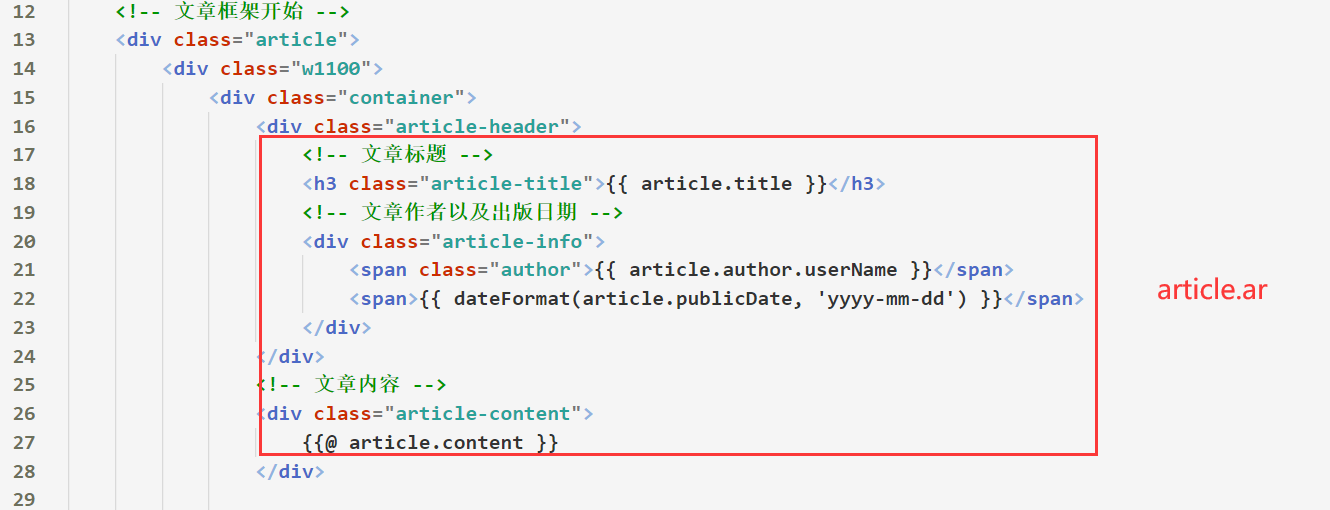 12 <!-- 文章框架开始 -->
13 <div class="article">
14 <div class="w1100">
15 <div class="container">
16 <div class="article-header">
17 <!-- 文章标题 -->
18 <h3 class="article-title">{{ article.title }}</h3>
19 <!-- 文章作者以及出版日期 -->
20 <div class="article-info">
21 <span class="author">{{ article.author.userName }}</span>
22 <span>{{ dateFormat(article.publicDate, 'yyyy-mm-dd') }}</span>
article.ar
23 </div>
24 </div>
25 <!-- 文章内容 -->
26 <div class="article-content">
27 {{@ article.content }}
28 </div>
29